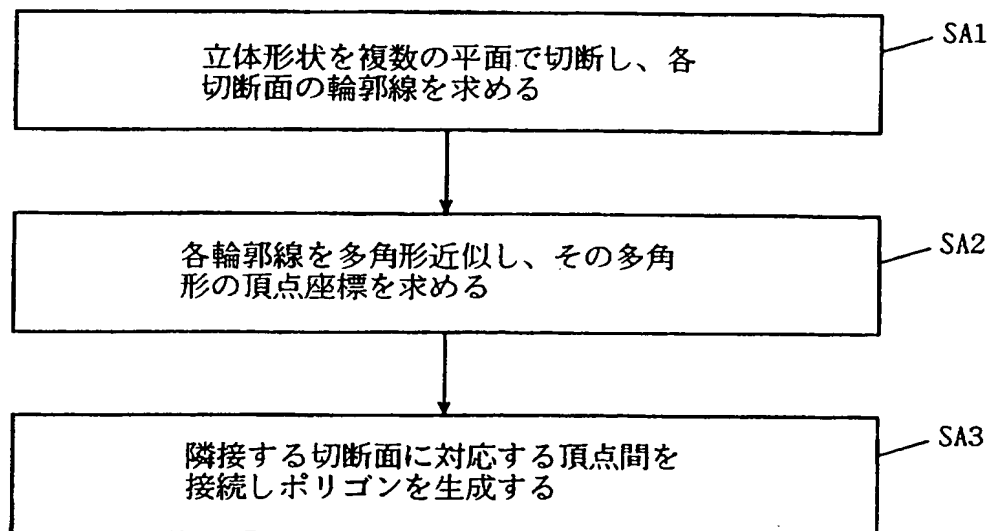 立体形状を複数の平面で切断し、各
切断面の輪郭線を求める
SA1
各輪郭線を多角形近似し、その多角
形の頂点座標を求める
SA2
隣接する切断面に対応する頂点間を
接続しポリゴンを生成する
SA3